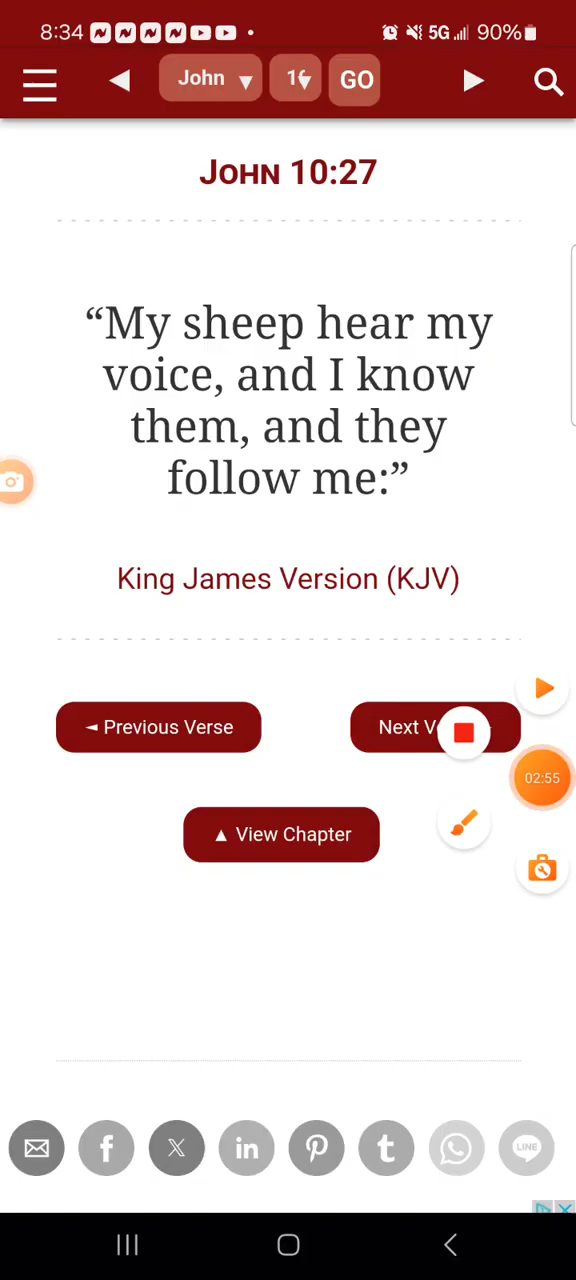 8:34 5G 90%
John GO
JOHN 10:27
“My sheep hear my
voice, and I know
them, and they
follow me:”
King James Version (KJV)
◄ Previous Verse Next
02:55
▲ View Chapter
LINE